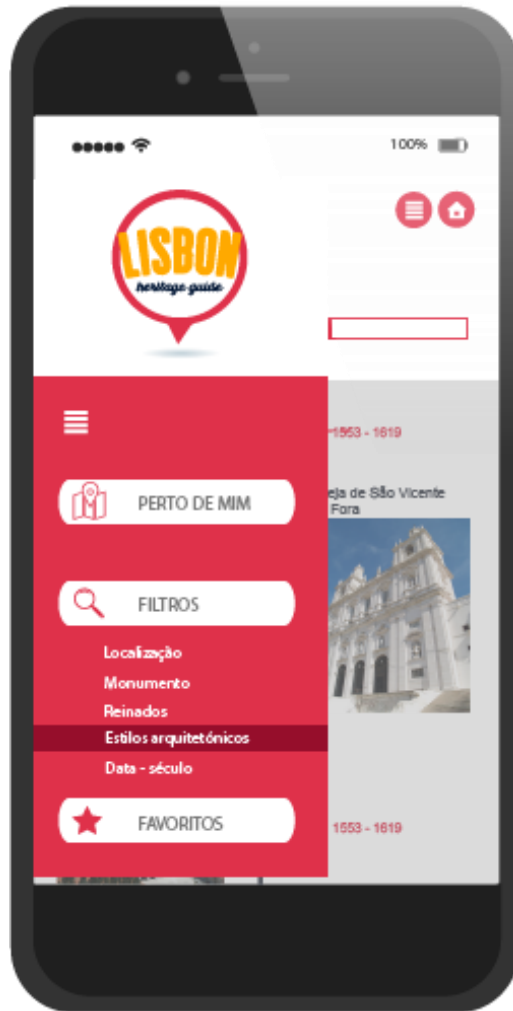 100%
LISBON
heritage guide
1553 - 1619
PERTO DE MIM
eja de São Vicente
Fora
FILTROS
Localização
Monumento
Reinados
Estilos arquitetónicos
Data - século
FAVORITOS
1553 - 1619